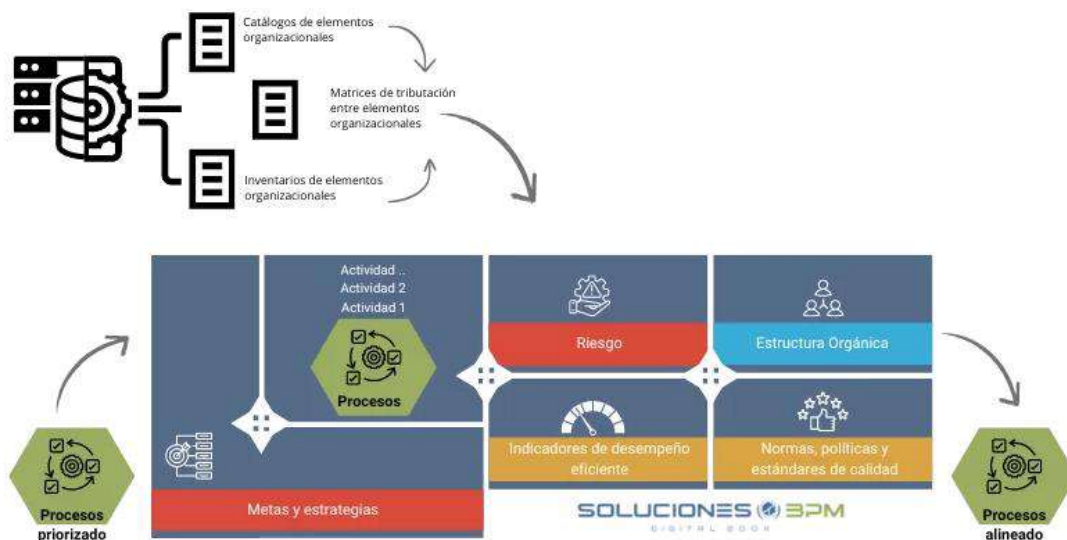 Catálogos de elementos
organizacionales
Matrices de tributación
entre elementos
organizacionales
Inventarios de elementos
organizacionales
Actividad ..
Actividad 2
Actividad 1
Procesos
Riesgo
Estructura Orgánica
Indicadores de desempeño
eficiente
Normas, políticas y
estándares de calidad
Metas y estrategias
Procesos
priorizado
Procesos
alineado
SOLUCIONES BPM
DIGITAL BOOK